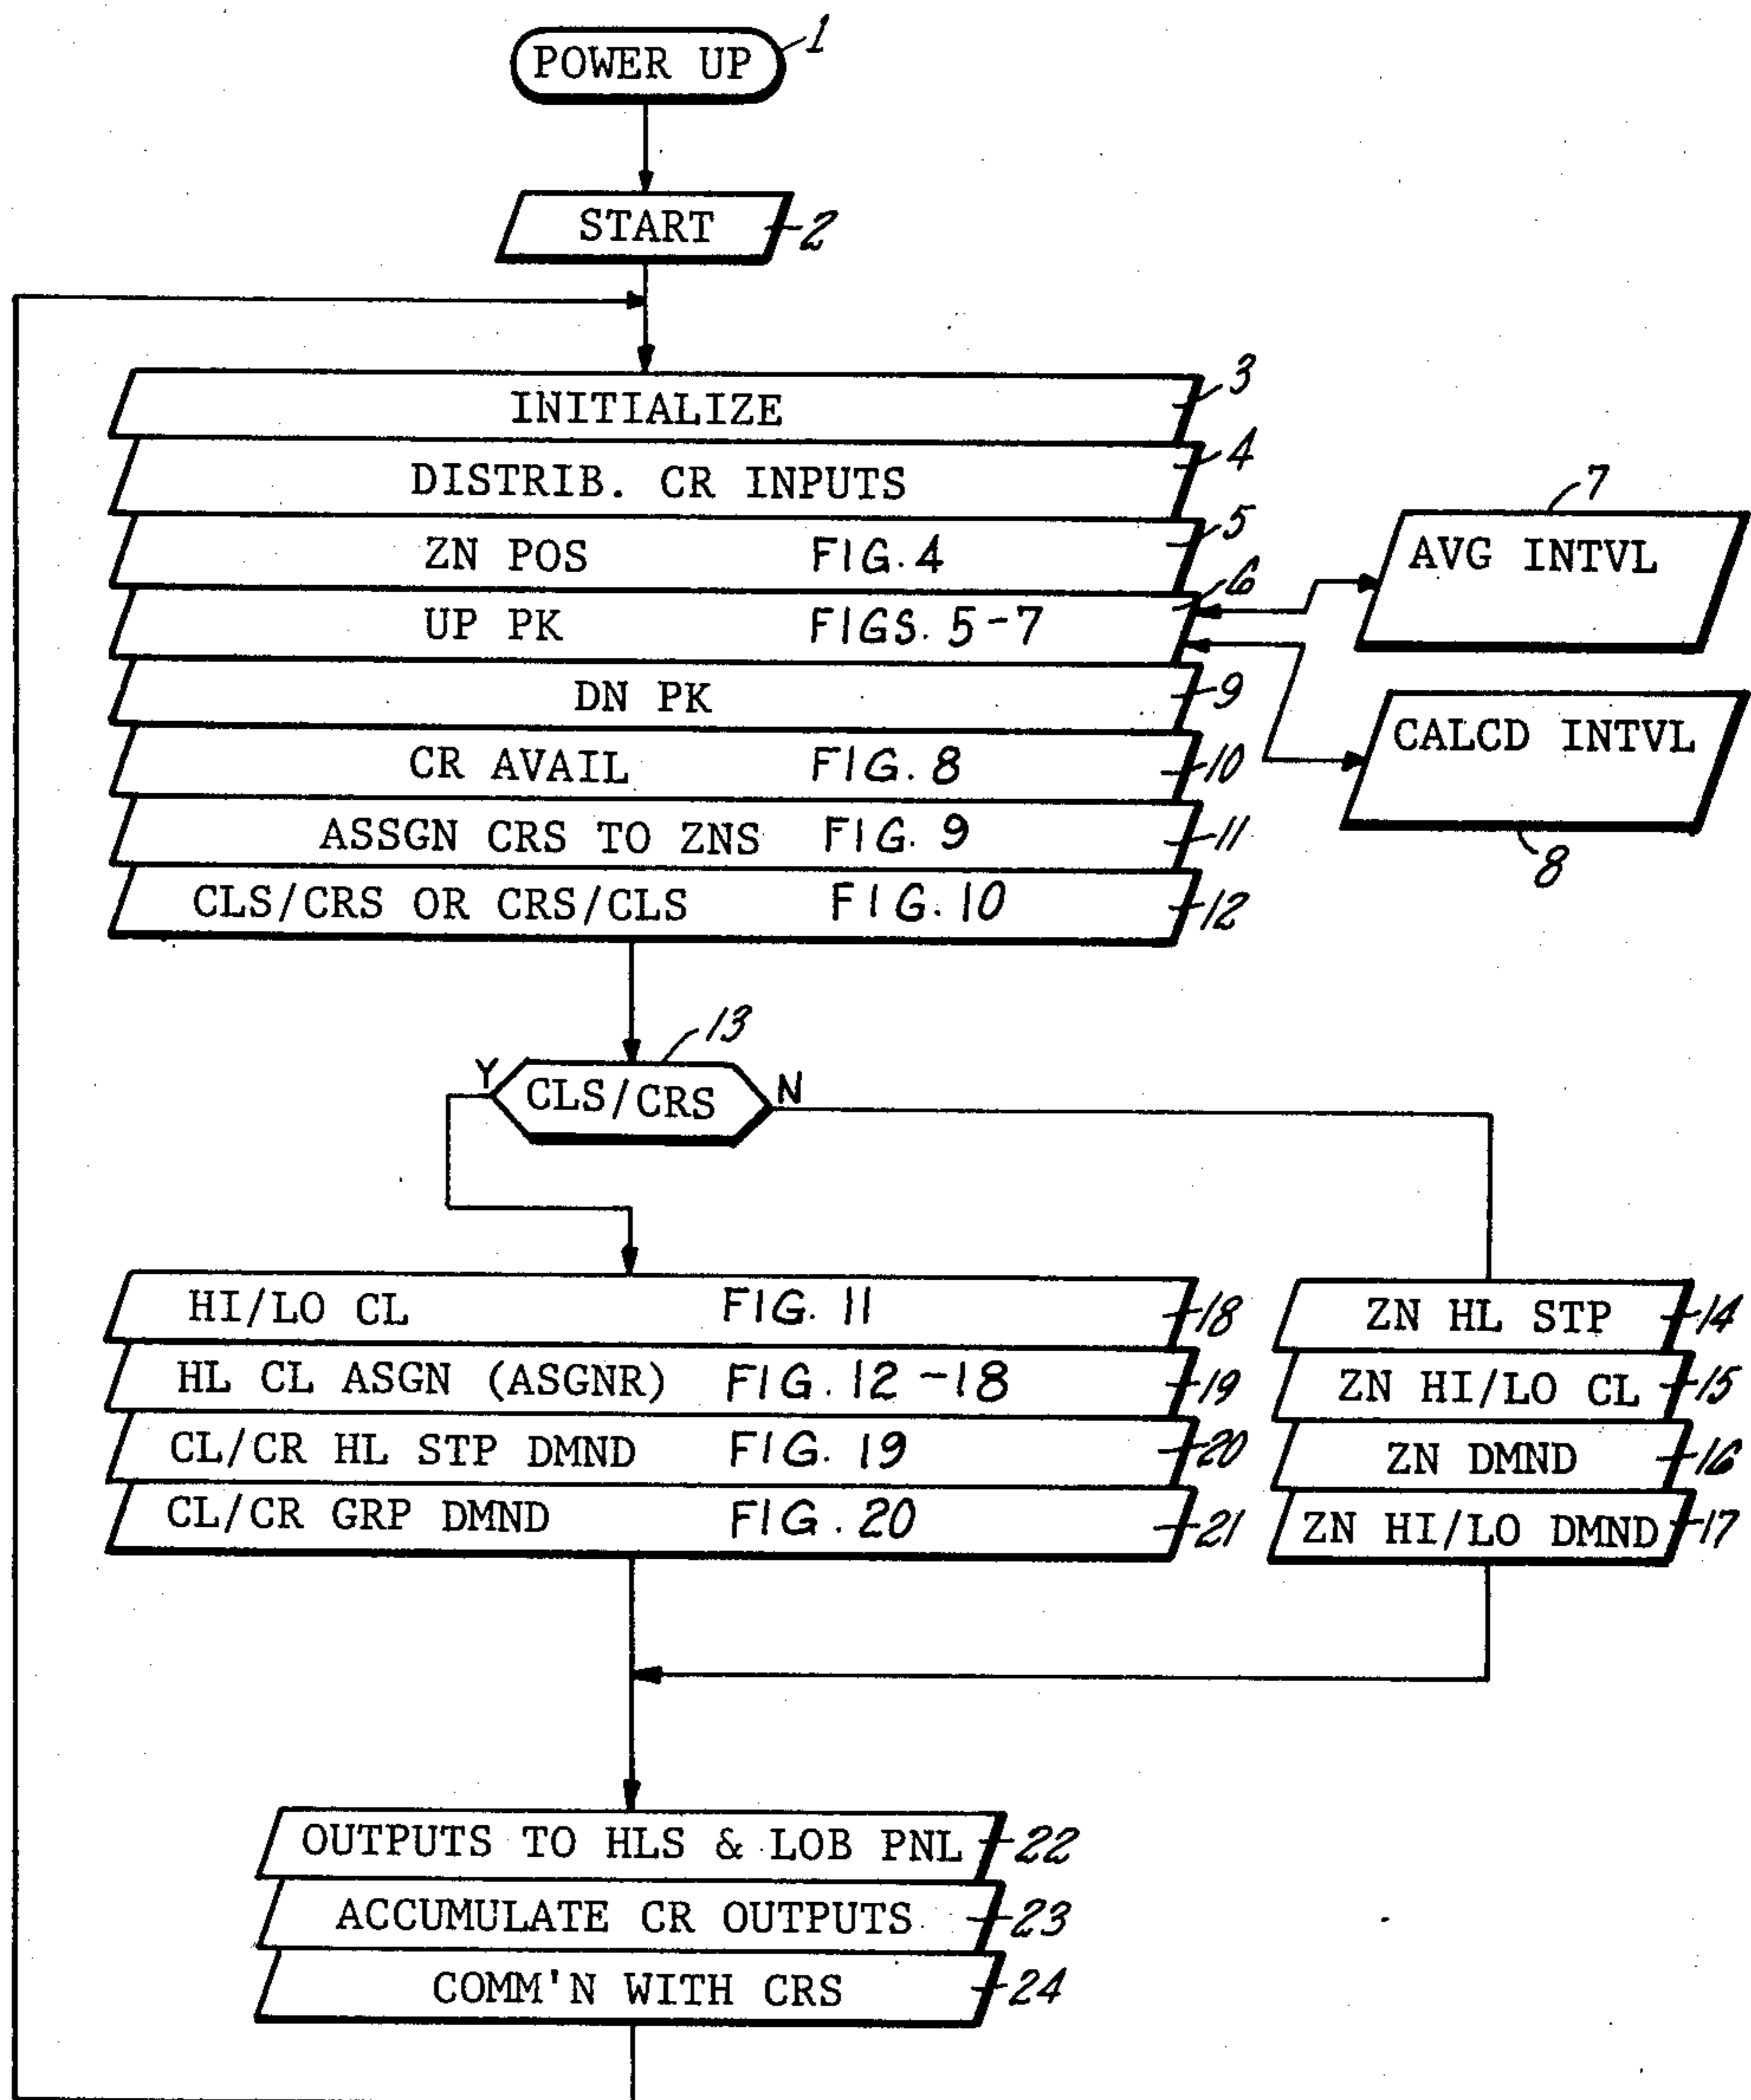 POWER UP 1
START 2
INITIALIZE 3
DISTRIB. CR INPUTS 4
ZN POS FIG. 4 5
UP PK FIGS. 5-7 6
AVG INTVL 7
CALCD INTVL 8
DN PK 9
CR AVAIL FIG. 8 10
ASSGN CRS TO ZNS FIG. 9 11
CLS/CRS OR CRS/CLS FIG. 10 12
13
Y CLS/CRS N
HI/LO CL FIG. 11 18
HL CL ASGN (ASGNR) FIG. 12-18 19
CL/CR HL STP DMND FIG. 19 20
CL/CR GRP DMND FIG. 20 21
ZN HL STP 14
ZN HI/LO CL 15
ZN DMND 16
ZN HI/LO DMND 17
OUTPUTS TO HLS & LOB PNL 22
ACCUMULATE CR OUTPUTS 23
COMM'N WITH CRS 24